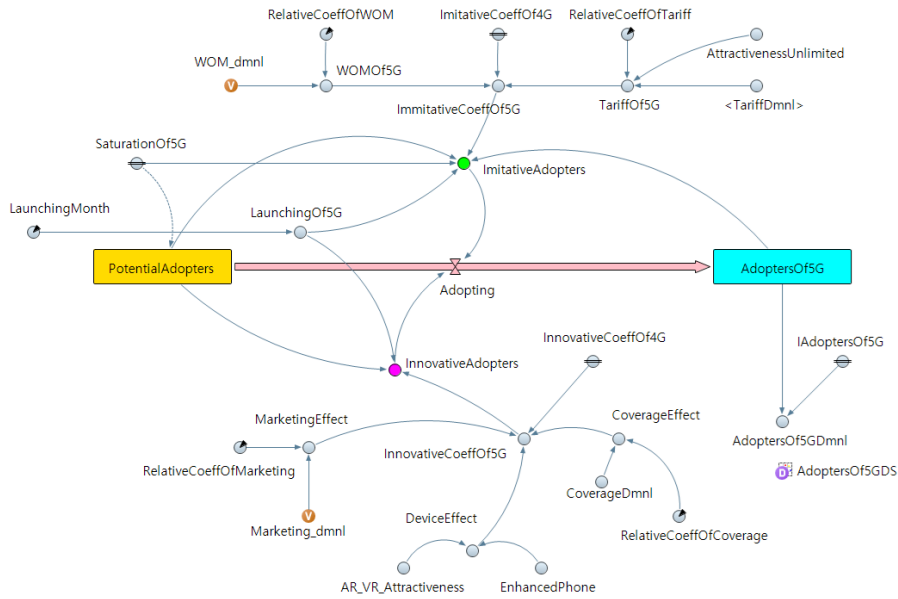 RelativeCoeffOfWOM
ImitativeCoeffOf4G
RelativeCoeffOfTariff
AttractivenessUnlimited
WOM_dmnl
V
WOMOf5G
ImmitativeCoeffOf5G
TariffOf5G
<TariffDmnl>
SaturationOf5G
ImitativeAdopters
LaunchingMonth
LaunchingOf5G
PotentialAdopters
Adopting
AdoptersOf5G
InnovativeAdopters
InnovativeCoeffOf4G
IAdoptersOf5G
MarketingEffect
CoverageEffect
InnovativeCoeffOf5G
AdoptersOf5GDmnl
RelativeCoeffOfMarketing
D
AdoptersOf5GDS
CoverageDmnl
V
Marketing_dmnl
DeviceEffect
RelativeCoeffOfCoverage
AR_VR_Attractiveness
EnhancedPhone